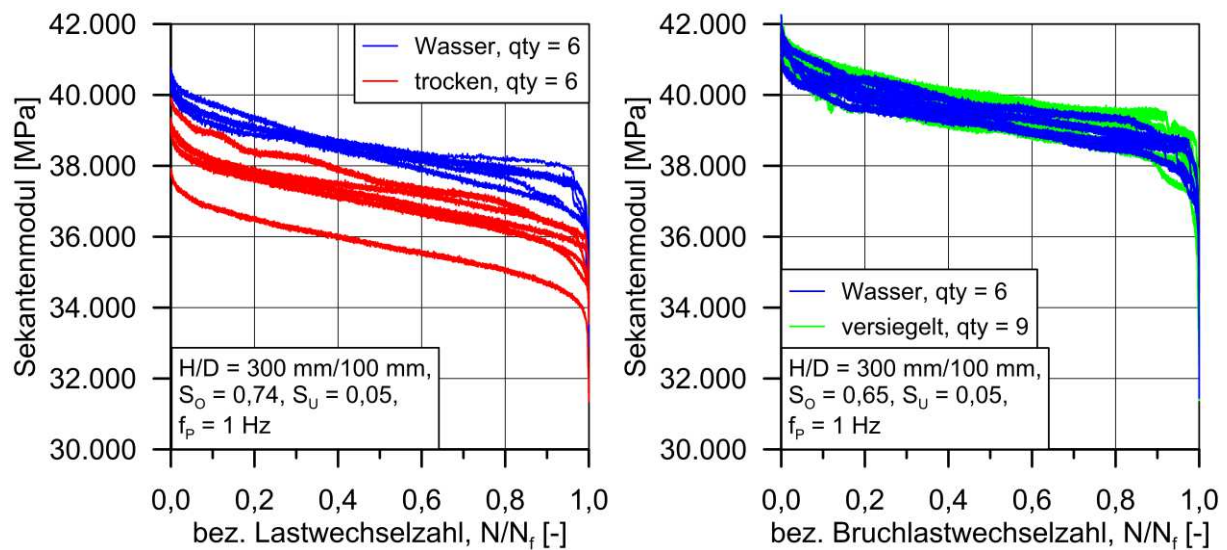 42.000
40.000
38.000
36.000
34.000
32.000
30.000
Sekantenmodul [MPa]
Wasser, qty = 6
trocken, qty = 6
H/D = 300 mm/100 mm,
S_O = 0,74, S_U = 0,05,
f_P = 1 Hz
0,0 0,2 0,4 0,6 0,8 1,0
bez. Lastwechselzahl, N/N_f [-]
42.000
40.000
38.000
36.000
34.000
32.000
30.000
Sekantenmodul [MPa]
Wasser, qty = 6
versiegelt, qty = 9
H/D = 300 mm/100 mm,
S_O = 0,65, S_U = 0,05,
f_P = 1 Hz
0,0 0,2 0,4 0,6 0,8 1,0
bez. Bruchlastwechselzahl, N/N_f [-]